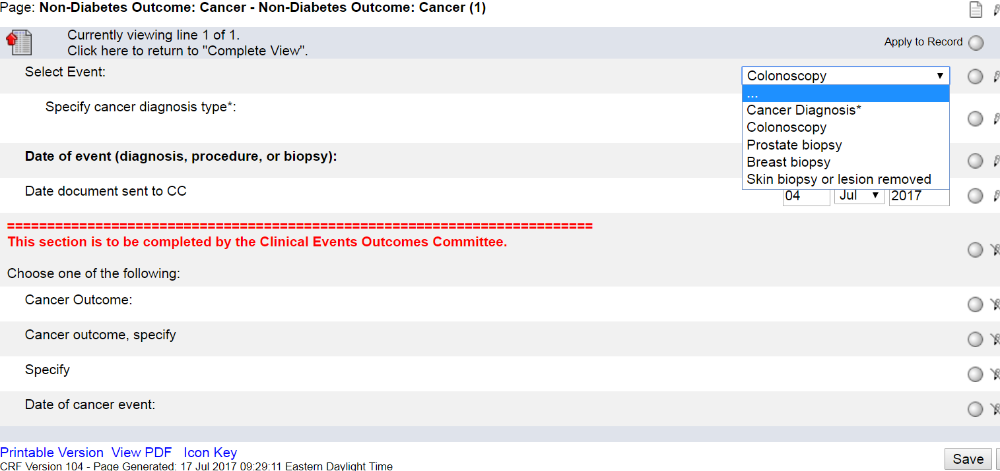 Page: Non-Diabetes Outcome: Cancer - Non-Diabetes Outcome: Cancer (1)
Currently viewing line 1 of 1.
Click here to return to "Complete View".
Apply to Record
Select Event:
Colonoscopy
...
Cancer Diagnosis*
Colonoscopy
Prostate biopsy
Breast biopsy
Skin biopsy or lesion removed
Specify cancer diagnosis type*:
Date of event (diagnosis, procedure, or biopsy):
Date document sent to CC
04 Jul 2017
=========================================================================
This section is to be completed by the Clinical Events Outcomes Committee.
Choose one of the following:
Cancer Outcome:
Cancer outcome, specify
Specify
Date of cancer event:
Printable Version View PDF Icon Key
CRF Version 104 - Page Generated: 17 Jul 2017 09:29:11 Eastern Daylight Time
Save